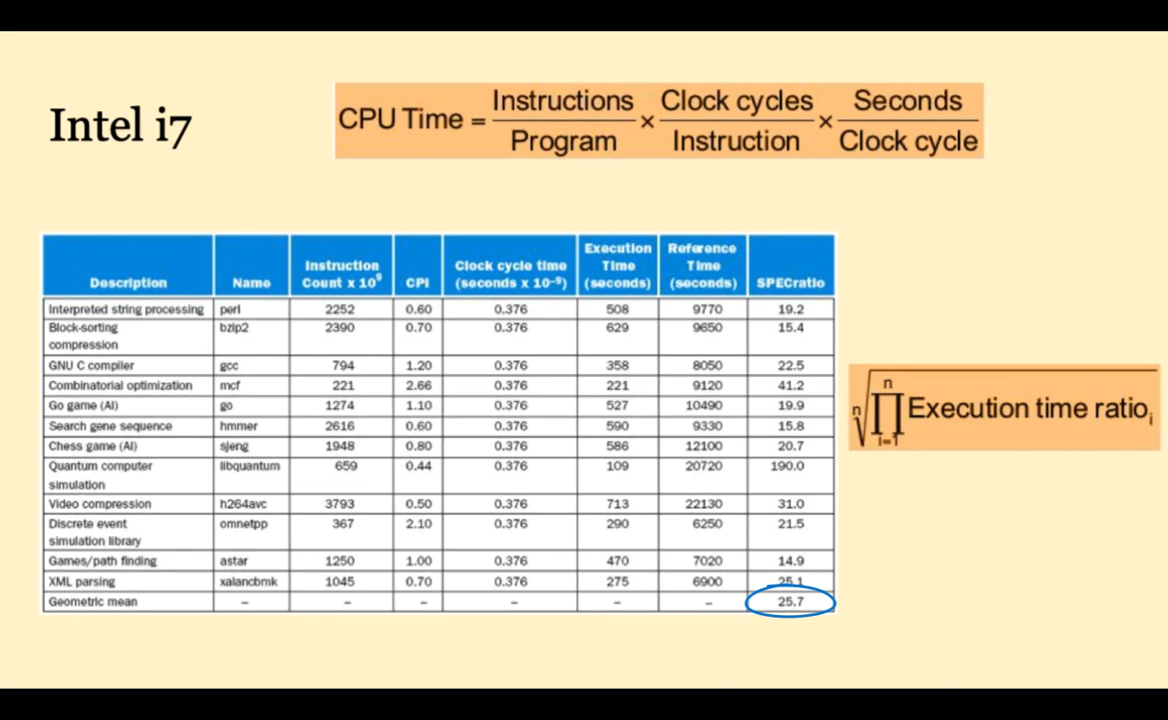 Intel i7
CPU Time = Instructions/Program × Clock cycles/Instruction × Seconds/Clock cycle
Description Name Instruction Count x 10⁹ CPI Clock cycle time (seconds x 10⁻⁹) Execution Time (seconds) Reference Time (seconds) SPECratio
Interpreted string processing perl 2252 0.60 0.376 508 9770 19.2
Block-sorting compression bzip2 2390 0.70 0.376 629 9650 15.4
GNU C compiler gcc 794 1.20 0.376 358 8050 22.5
Combinatorial optimization mcf 221 2.66 0.376 221 9120 41.2
Go game (AI) go 1274 1.10 0.376 527 10490 19.9
Search gene sequence hmmer 2616 0.60 0.376 590 9330 15.8
Chess game (AI) sjeng 1948 0.80 0.376 586 12100 20.7
Quantum computer simulation libquantum 659 0.44 0.376 109 20720 190.0
Video compression h264avc 3793 0.50 0.376 713 22130 31.0
Discrete event simulation library omnetpp 367 2.10 0.376 290 6250 21.5
Games/path finding astar 1250 1.00 0.376 470 7020 14.9
XML parsing xalancbmk 1045 0.70 0.376 275 6900 25.1
Geometric mean – – – – – – 25.7
n√ n∏i=1 Execution time ratioᵢ